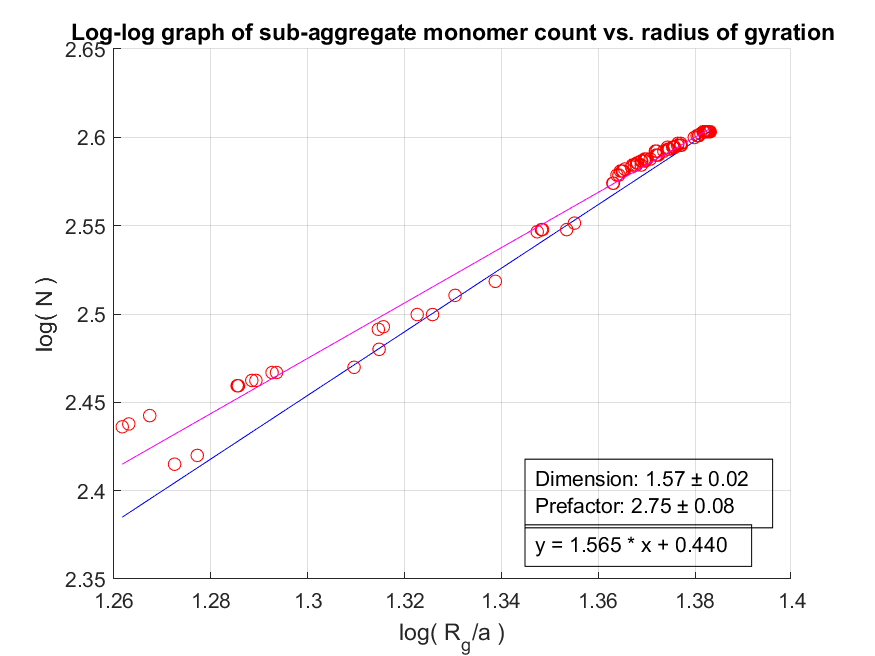 Log-log graph of sub-aggregate monomer count vs. radius of gyration
2.65
2.6
2.55
2.5
2.45
2.4
2.35
log( N )
Dimension: 1.57 ± 0.02
Prefactor: 2.75 ± 0.08
y = 1.565 * x + 0.440
1.26 1.28 1.3 1.32 1.34 1.36 1.38 1.4
log( R_g/a )